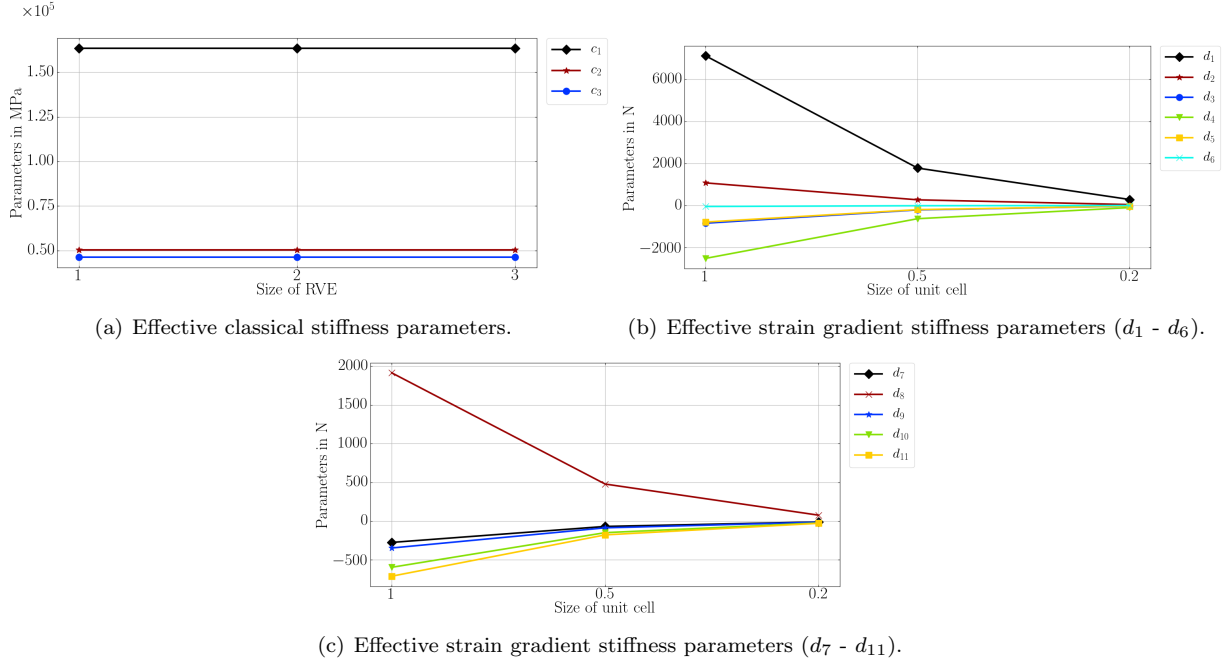 ×10⁵
1.50
1.25
1.00
0.75
0.50
Parameters in MPa
1 2 3
Size of RVE
c₁
c₂
c₃
(a) Effective classical stiffness parameters.
6000
4000
2000
0
−2000
Parameters in N
1 0.5 0.2
Size of unit cell
d₁
d₂
d₃
d₄
d₅
d₆
(b) Effective strain gradient stiffness parameters (d₁ - d₆).
2000
1500
1000
500
0
−500
Parameters in N
1 0.5 0.2
Size of unit cell
d₇
d₈
d₉
d₁₀
d₁₁
(c) Effective strain gradient stiffness parameters (d₇ - d₁₁).